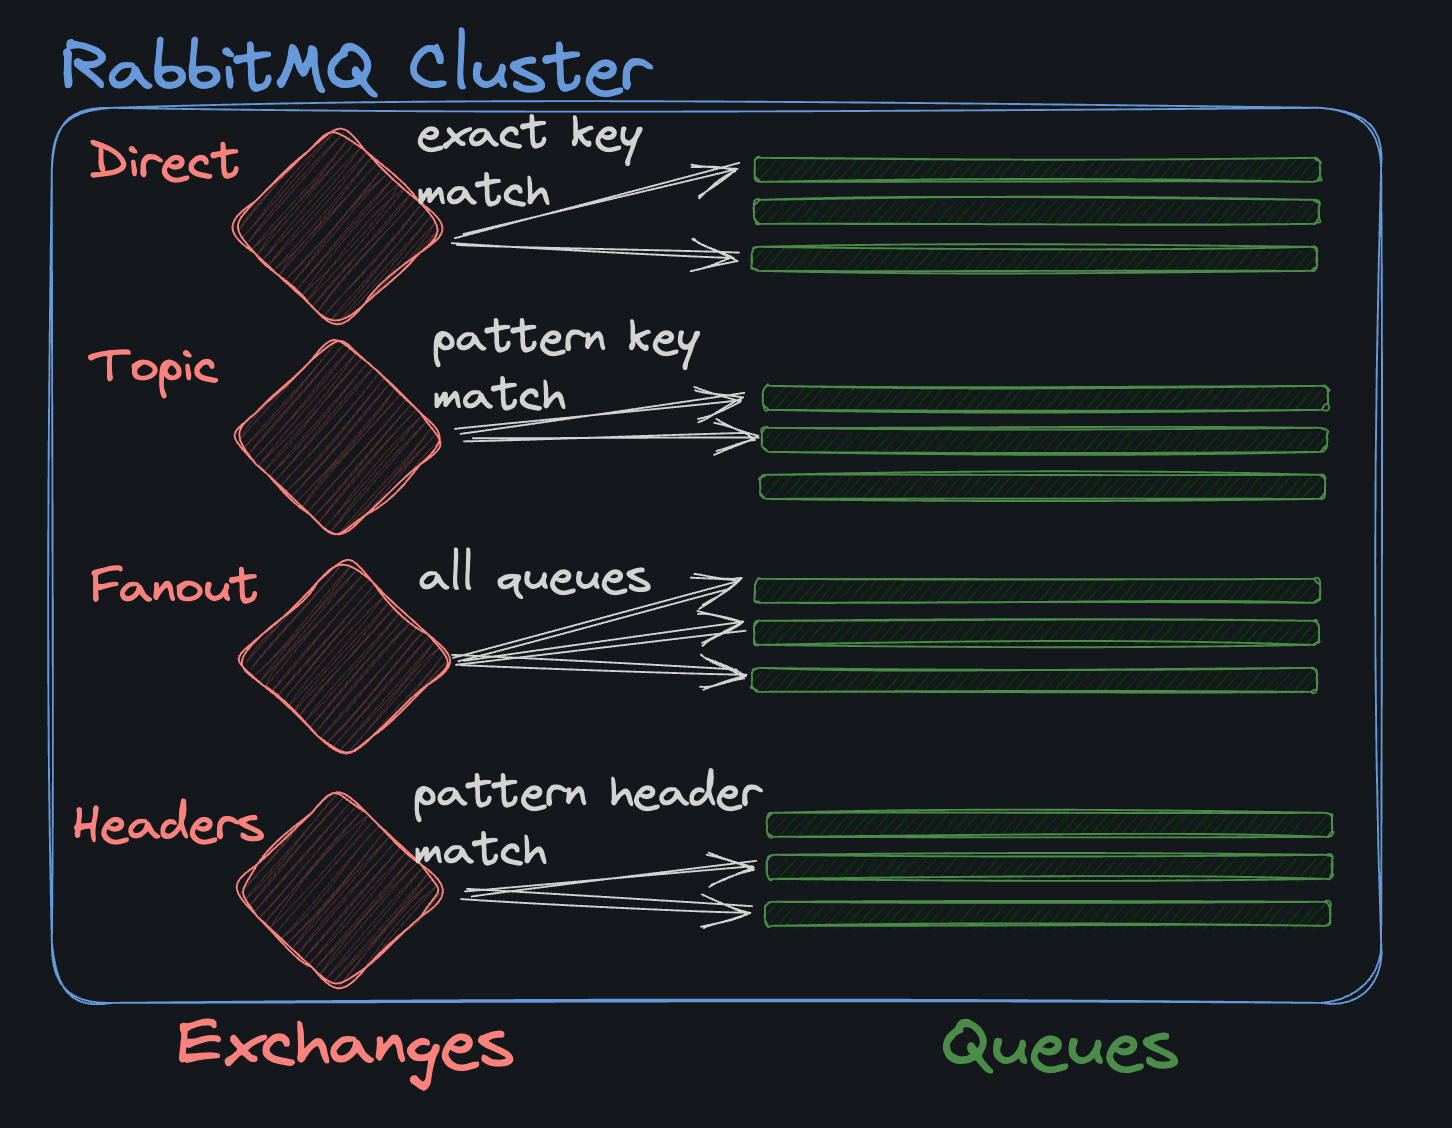 RabbitMQ Cluster
Direct
exact key
match
Topic
pattern key
match
Fanout
all queues
Headers
pattern header
match
Exchanges
Queues